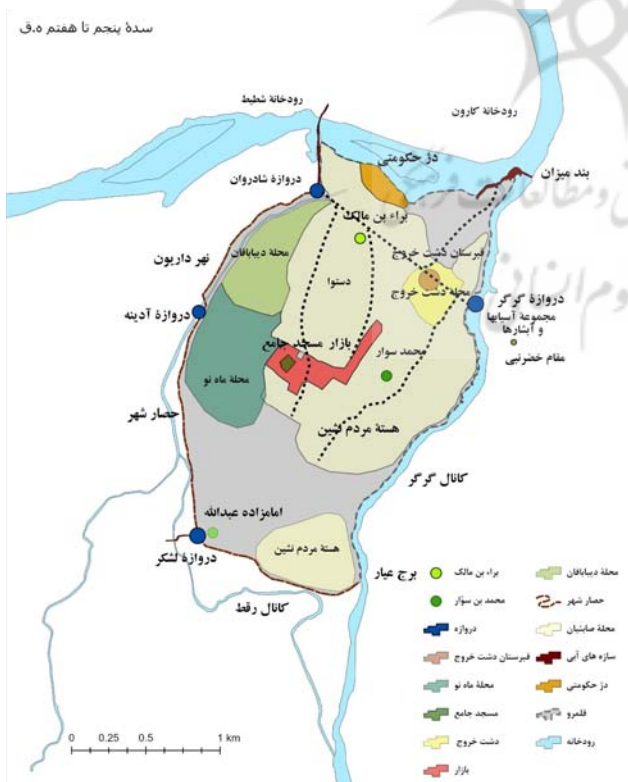 سدهٔ پنجم تا هفتم ه.ق
رودخانهٔ شطیط
رودخانهٔ کارون
دژ حکومتی
بند میزان
دروازهٔ شادروان
براء بن مالک
قبرستان دشت خروج
محلهٔ دیبابافان
نهر داریون
دستوا
محلهٔ دشت خروج
دروازهٔ گرگر
دروازهٔ آدینه
مجموعهٔ آسیابها
و آبشارها
مقام خضرنبی
بازار
مسجد جامع
محمد سوار
محلهٔ ماه نو
حصار شهر
هستهٔ مردم نشین
کانال گرگر
امامزاده عبدالله
هستهٔ مردم نشین
دروازهٔ لشکر
برج عیار
کانال رقط
محلهٔ دیبابافان
براء بن مالک
حصار شهر
محمد بن سوّار
محلهٔ صابئیان
دروازه
سازه های آبی
قبرستان دشت خروج
دژ حکومتی
محلهٔ ماه نو
قلمرو
مسجد جامع
رودخانه
دشت خروج
بازار
0 0.25 0.5 1 km